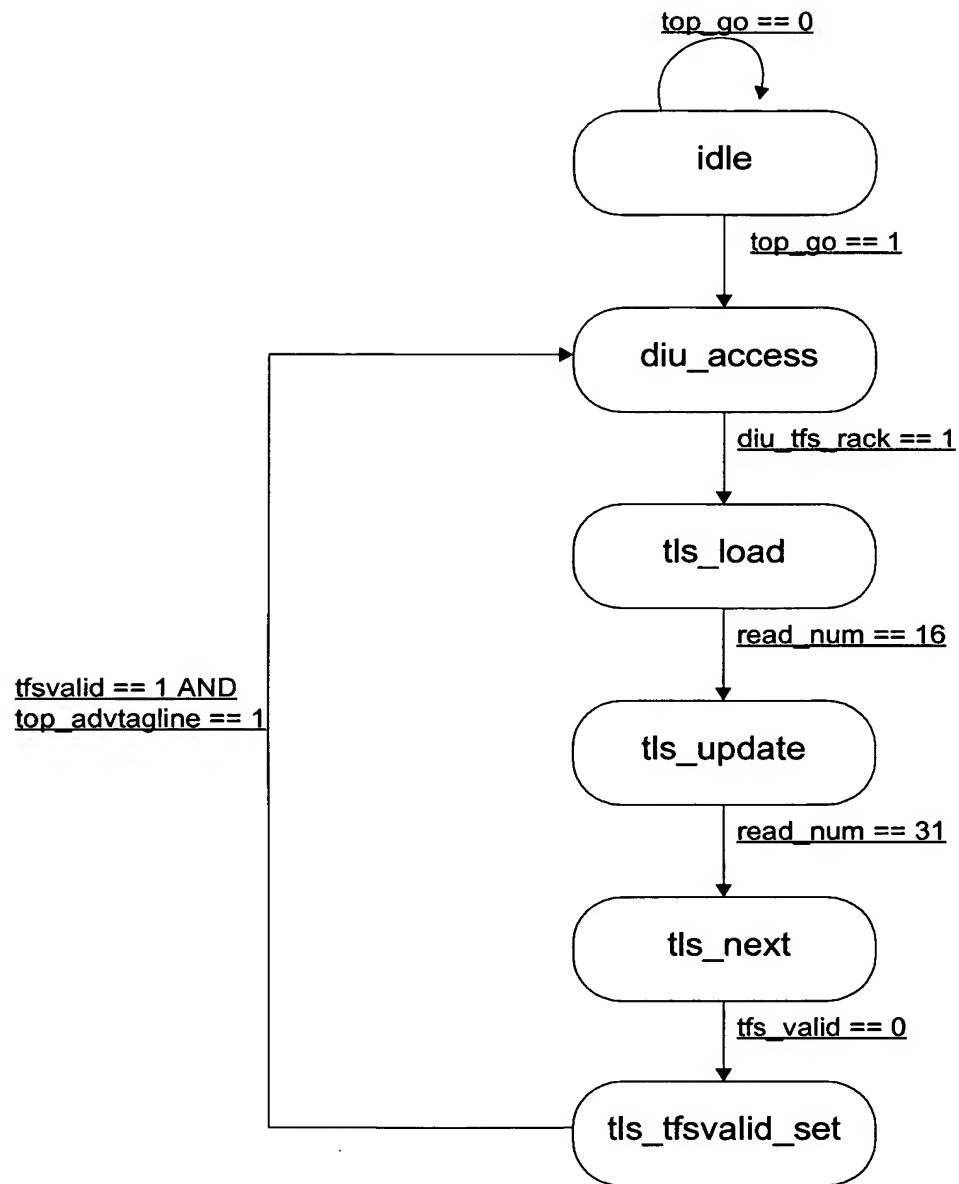 top_go == 0
idle
top_go == 1
diu_access
diu_tfs_rack == 1
tls_load
read_num == 16
tfsvalid == 1 AND
top_advtagline == 1
tls_update
read_num == 31
tls_next
tfs_valid == 0
tls_tfsvalid_set